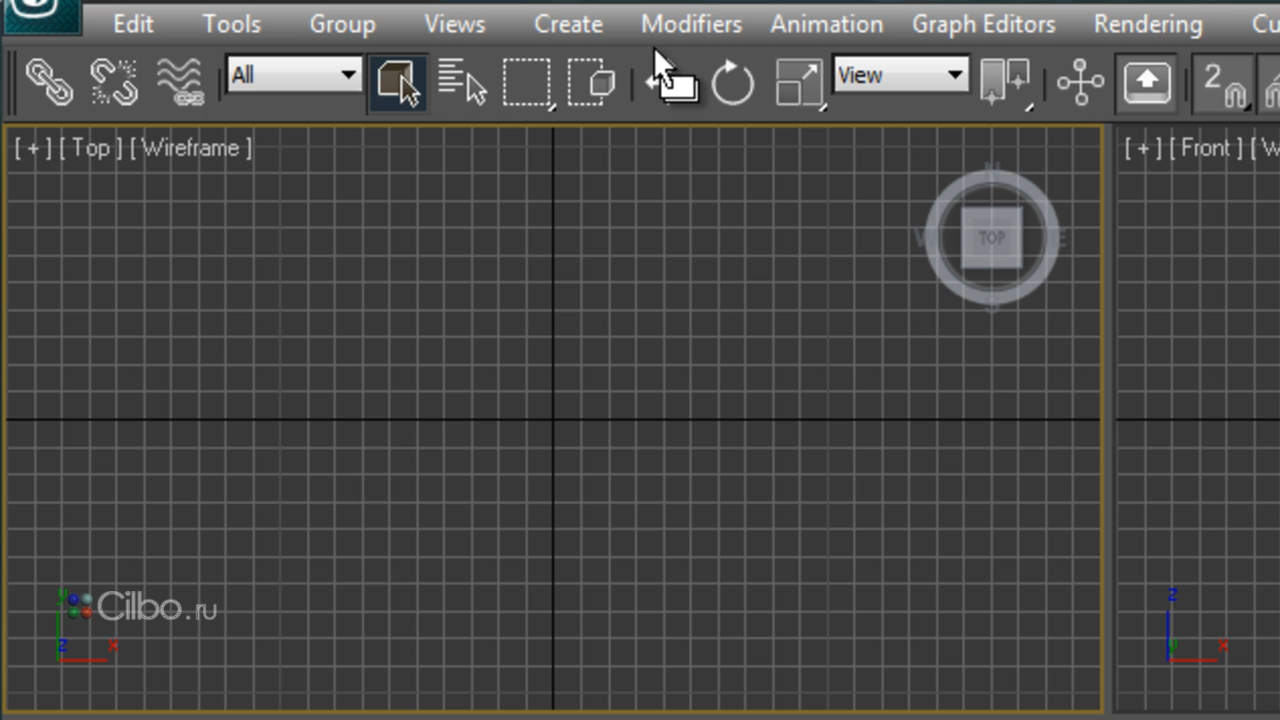 Edit Tools Group Views Create Modifiers Animation Graph Editors Rendering Cu
All View 2
[ + ] [ Top ] [ Wireframe ] [ + ] [ Front ] [ W
N
W TOP E
S
y Cilbo.ru z
z x y x